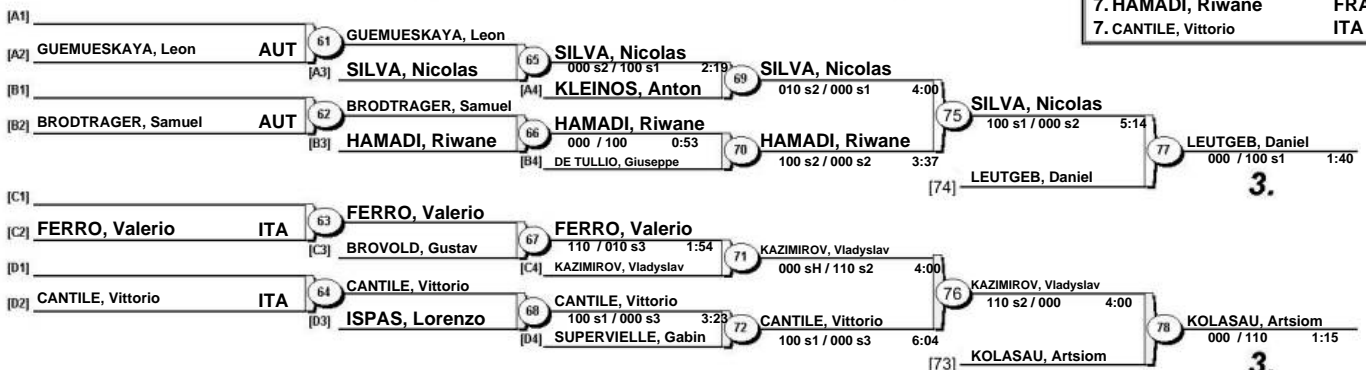 7. HAMADI, Riwane FRA
7. CANTILE, Vittorio ITA
[A1]
[A2] GUEMUESKAYA, Leon AUT
61 GUEMUESKAYA, Leon
[A3] SILVA, Nicolas
65 SILVA, Nicolas
000 s2 / 100 s1 2:19
[A4] KLEINOS, Anton
69 SILVA, Nicolas
010 s2 / 000 s1 4:00
[B1]
[B2] BRODTRAGER, Samuel AUT
62 BRODTRAGER, Samuel
[B3] HAMADI, Riwane
66 HAMADI, Riwane
000 / 100 0:53
[B4] DE TULLIO, Giuseppe
70 HAMADI, Riwane
100 s2 / 000 s2 3:37
75 SILVA, Nicolas
100 s1 / 000 s2 5:14
[74] LEUTGEB, Daniel
77 LEUTGEB, Daniel
000 / 100 s1 1:40
3.
[C1]
[C2] FERRO, Valerio ITA
63 FERRO, Valerio
[C3] BROVOLD, Gustav
67 FERRO, Valerio
110 / 010 s3 1:54
[C4] KAZIMIROV, Vladyslav
71 KAZIMIROV, Vladyslav
000 sH / 110 s2 4:00
[D1]
[D2] CANTILE, Vittorio ITA
64 CANTILE, Vittorio
[D3] ISPAS, Lorenzo
68 CANTILE, Vittorio
100 s1 / 000 s3 3:23
[D4] SUPERVIELLE, Gabin
72 CANTILE, Vittorio
100 s1 / 000 s3 6:04
76 KAZIMIROV, Vladyslav
110 s2 / 000 4:00
[73] KOLASAU, Artsiom
78 KOLASAU, Artsiom
000 / 110 1:15
3.